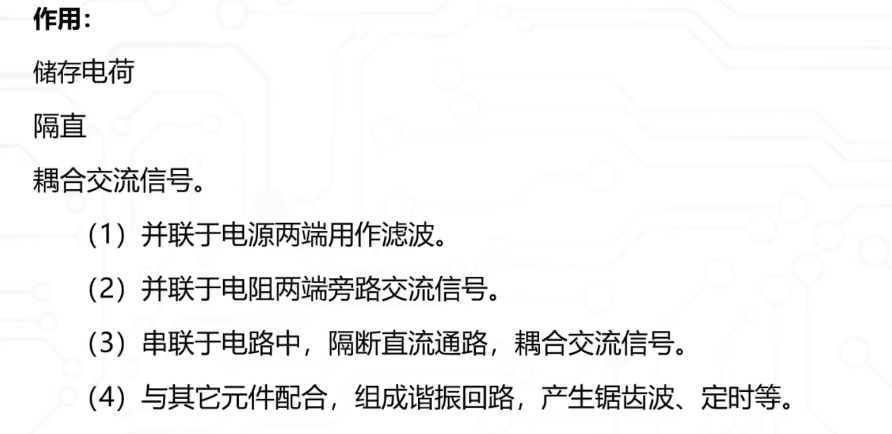 作用：
储存电荷
隔直
耦合交流信号。
（1）并联于电源两端用作滤波。
（2）并联于电阻两端旁路交流信号。
（3）串联于电路中，隔断直流通路，耦合交流信号。
（4）与其它元件配合，组成谐振回路，产生锯齿波、定时等。